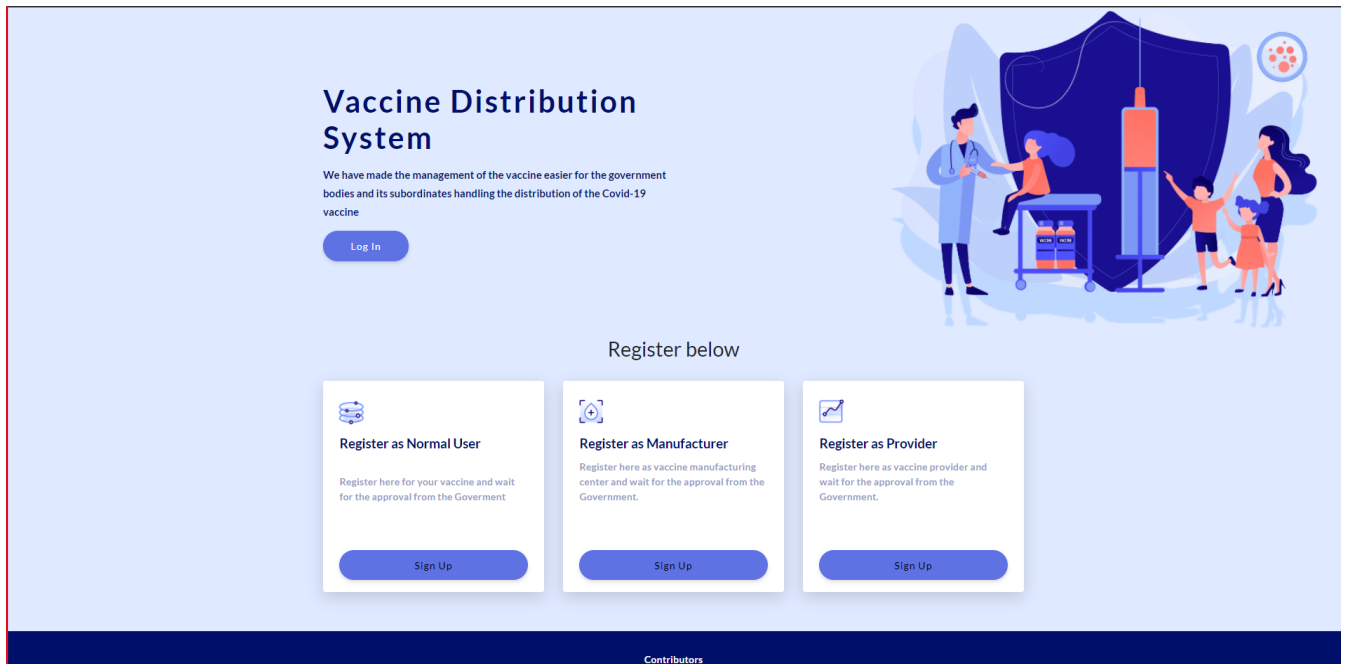 Vaccine Distribution
System
We have made the management of the vaccine easier for the government
bodies and its subordinates handling the distribution of the Covid-19
vaccine
Log In
Register below
Register as Normal User
Register here for your vaccine and wait
for the approval from the Goverment
Sign Up
Register as Manufacturer
Register here as vaccine manufacturing
center and wait for the approval from the
Government.
Sign Up
Register as Provider
Register here as vaccine provider and
wait for the approval from the
Government.
Sign Up
Contributors